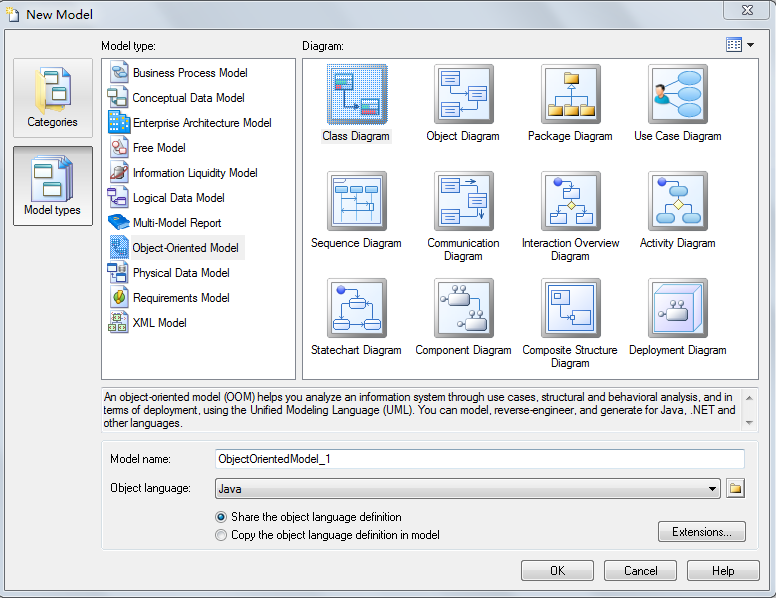 New Model
Model type:
Diagram:
Categories
Model types
Business Process Model
Conceptual Data Model
Enterprise Architecture Model
Free Model
Information Liquidity Model
Logical Data Model
Multi-Model Report
Object-Oriented Model
Physical Data Model
Requirements Model
XML Model
Class Diagram
Object Diagram
Package Diagram
Use Case Diagram
Sequence Diagram
Communication
Diagram
Interaction Overview
Diagram
Activity Diagram
Statechart Diagram
Component Diagram
Composite Structure
Diagram
Deployment Diagram
An object-oriented model (OOM) helps you analyze an information system through use cases, structural and behavioral analysis, and in
terms of deployment, using the Unified Modeling Language (UML). You can model, reverse-engineer, and generate for Java, .NET and
other languages.
Model name:
ObjectOrientedModel_1
Object language:
Java
Share the object language definition
Copy the object language definition in model
Extensions...
OK
Cancel
Help